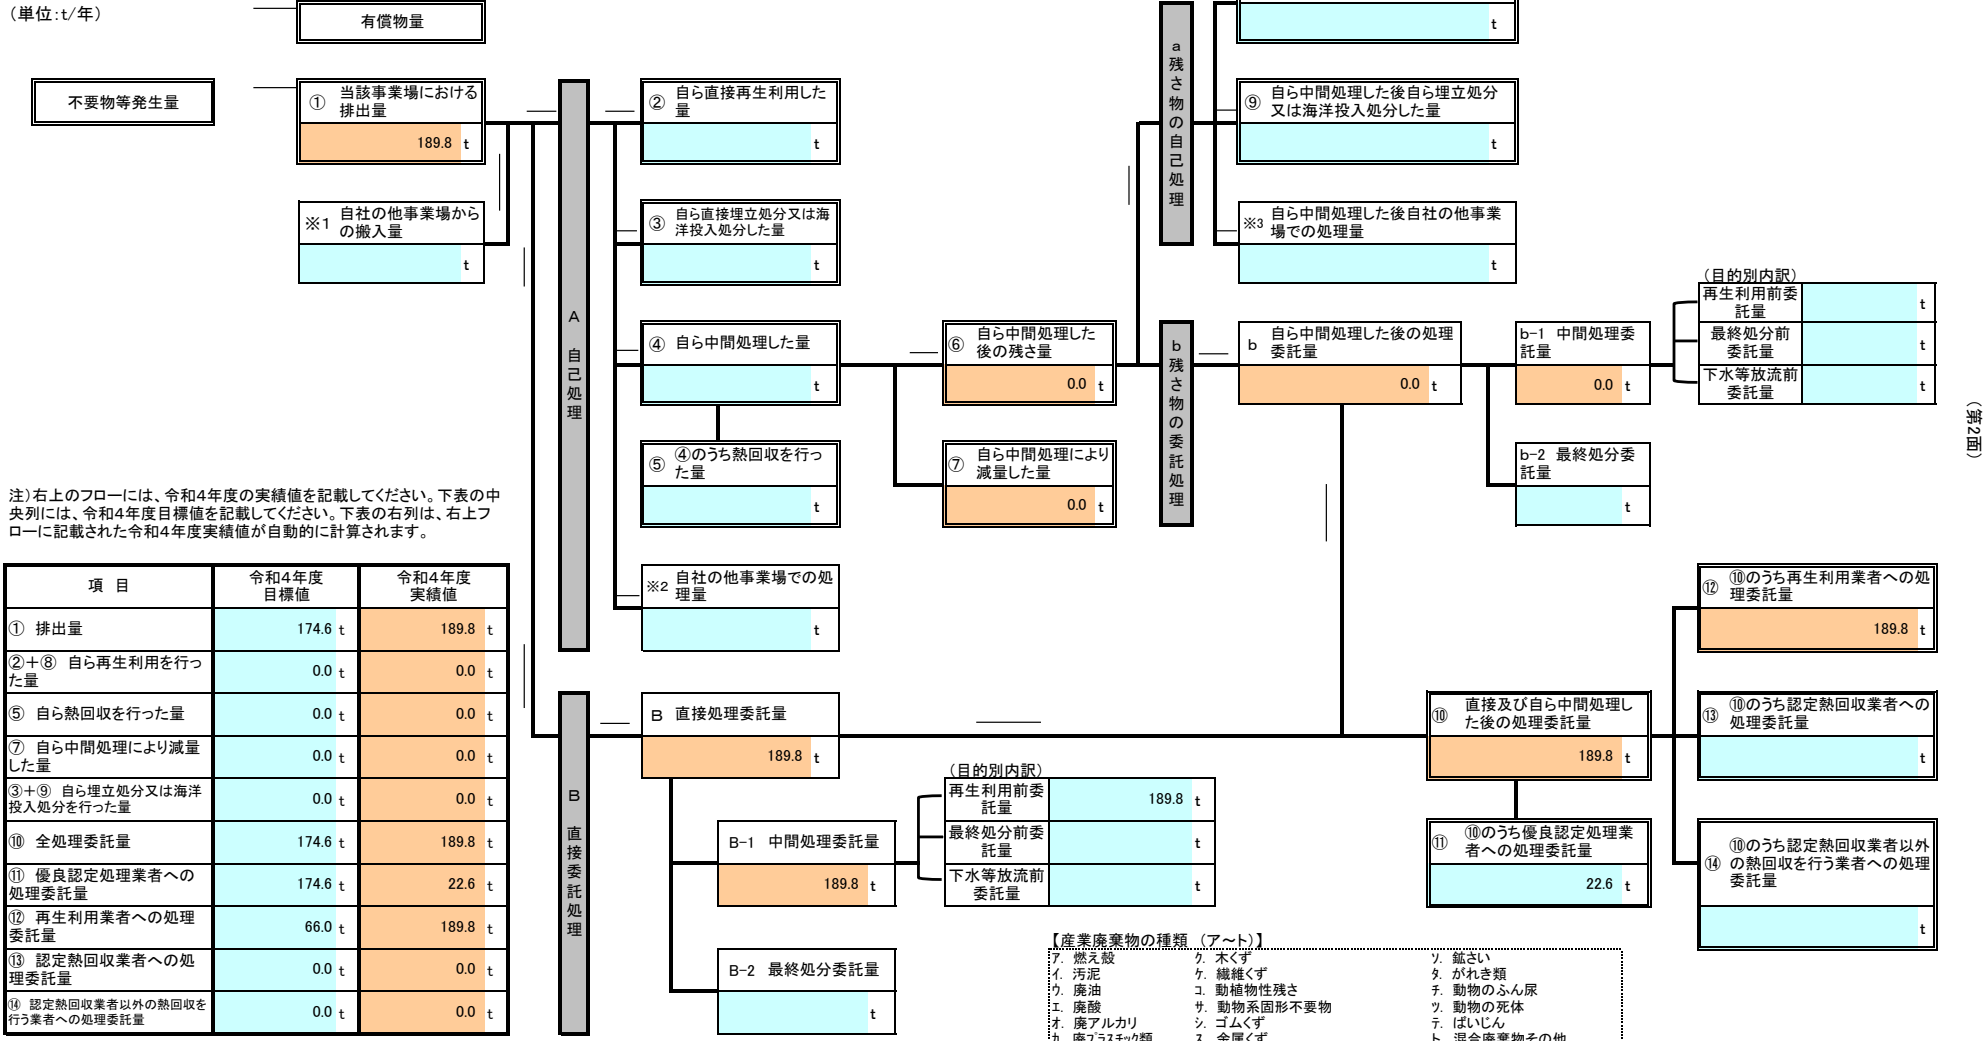 (単位:t/年)
有償物量
t
不要物等発生量
① 当該事業場における
排出量
189.8 t
※1 自社の他事業場から
の搬入量
t
A 自己処理
② 自ら直接再生利用した
量
t
③ 自ら直接埋立処分又は海
洋投入処分した量
t
④ 自ら中間処理した量
t
⑤ ④のうち熱回収を行っ
た量
t
※2 自社の他事業場での処
理量
t
⑥ 自ら中間処理した
後の残さ量
0.0 t
⑦ 自ら中間処理により
減量した量
0.0 t
a 残さ物の自己処理
⑨ 自ら中間処理した後自ら埋立処分
又は海洋投入処分した量
t
※3 自ら中間処理した後自社の他事業
場での処理量
t
b 残さ物の委託処理
b 自ら中間処理した後の処理
委託量
0.0 t
b-1 中間処理委
託量
0.0 t
b-2 最終処分委
託量
t
(目的別内訳)
再生利用前委
託量
t
最終処分前
委託量
t
下水等放流前
委託量
t
(第2面)
注)右上のフローには、令和4年度の実績値を記載してください。下表の中
央列には、令和4年度目標値を記載してください。下表の右列は、右上フ
ローに記載された令和4年度実績値が自動的に計算されます。
項 目
令和4年度
目標値
令和4年度
実績値
① 排出量
174.6 t
189.8 t
②+⑧ 自ら再生利用を行っ
た量
0.0 t
0.0 t
⑤ 自ら熱回収を行った量
0.0 t
0.0 t
⑦ 自ら中間処理により減量
した量
0.0 t
0.0 t
③+⑨ 自ら埋立処分又は海洋
投入処分を行った量
0.0 t
0.0 t
⑩ 全処理委託量
174.6 t
189.8 t
⑪ 優良認定処理業者への
処理委託量
174.6 t
22.6 t
⑫ 再生利用業者への処理
委託量
66.0 t
189.8 t
⑬ 認定熱回収業者への処
理委託量
0.0 t
0.0 t
⑭ 認定熱回収業者以外の熱回収を
行う業者への処理委託量
0.0 t
0.0 t
B 直接委託処理
B 直接処理委託量
189.8 t
B-1 中間処理委託量
189.8 t
B-2 最終処分委託量
t
(目的別内訳)
再生利用前委
託量
189.8 t
最終処分前委
託量
t
下水等放流前
委託量
t
⑩ 直接及び自ら中間処理し
た後の処理委託量
189.8 t
⑪ ⑩のうち優良認定処理業
者への処理委託量
22.6 t
⑫ ⑩のうち再生利用業者への処
理委託量
189.8 t
⑬ ⑩のうち認定熱回収業者への
処理委託量
t
⑭ ⑩のうち認定熱回収業者以外
の熱回収を行う業者への処理
委託量
t
【産業廃棄物の種類 (ア~ト)】
ア. 燃え殻 ク. 木くず ソ. 鉱さい
イ. 汚泥 ケ. 繊維くず タ. がれき類
ウ. 廃油 コ. 動植物性残さ チ. 動物のふん尿
エ. 廃酸 サ. 動物系固形不要物 ツ. 動物の死体
オ. 廃アルカリ シ. ゴムくず テ. ばいじん
カ. 廃プラスチック類 ス. 金属くず ト. 混合廃棄物その他